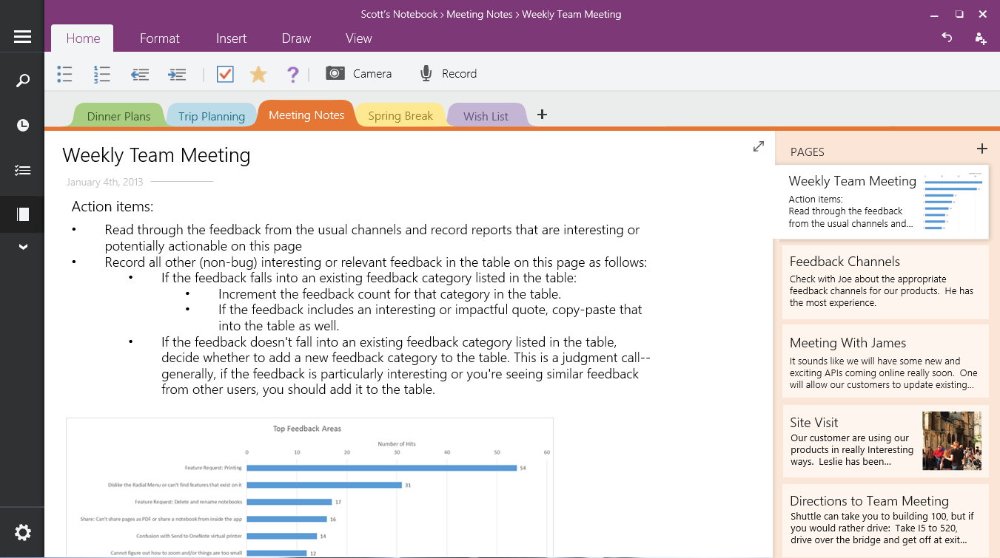 Scott's Notebook › Meeting Notes › Weekly Team Meeting
Home Format Insert Draw View
Camera Record
Dinner Plans Trip Planning Meeting Notes Spring Break Wish List +
Weekly Team Meeting
January 4th, 2013
Action items:
• Read through the feedback from the usual channels and record reports that are interesting or
potentially actionable on this page
• Record all other (non-bug) interesting or relevant feedback in the table on this page as follows:
• If the feedback falls into an existing feedback category listed in the table:
• Increment the feedback count for that category in the table.
• If the feedback includes an interesting or impactful quote, copy-paste that
into the table as well.
• If the feedback doesn't fall into an existing feedback category listed in the table,
decide whether to add a new feedback category to the table. This is a judgment call--
generally, if the feedback is particularly interesting or you're seeing similar feedback
from other users, you should add it to the table.
Top Feedback Areas
Number of Hits
0 10 20 30 40 50 60
Feature Request: Printing 54
Dislike the Radial Menu or can't find features that exist on it 31
Feature Request: Delete and rename notebooks 17
Share: Can't share pages as PDF or share a notebook from inside the app 16
Confusion with Send to OneNote virtual printer 14
Cannot figure out how to zoom and/or things are too small 12
PAGES +
Weekly Team Meeting
Action items:
Read through the feedback
from the usual channels and...
Feedback Channels
Check with Joe about the appropriate
feedback channels for our products. He has
the most experience.
Meeting With James
It sounds like we will have some new and
exciting APIs coming online really soon. One
will allow our customers to update existing...
Site Visit
Our customer are using our
products in really Interesting
ways. Leslie has been...
Directions to Team Meeting
Shuttle can take you to building 100, but if
you would rather drive: Take I5 to 520,
drive over the bridge and get off at exit...